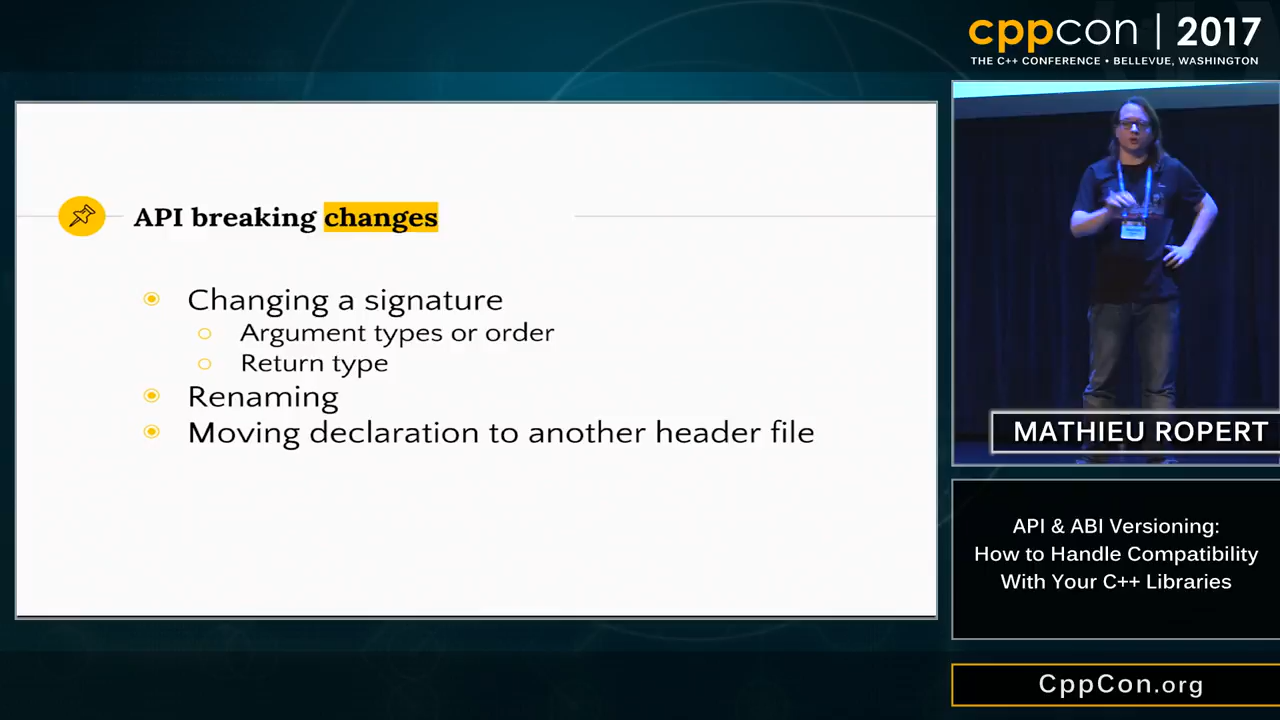 cppcon | 2017
THE C++ CONFERENCE • BELLEVUE, WASHINGTON
API breaking changes
Changing a signature
Argument types or order
Return type
Renaming
Moving declaration to another header file
MATHIEU ROPERT
API & ABI Versioning:
How to Handle Compatibility
With Your C++ Libraries
CppCon.org